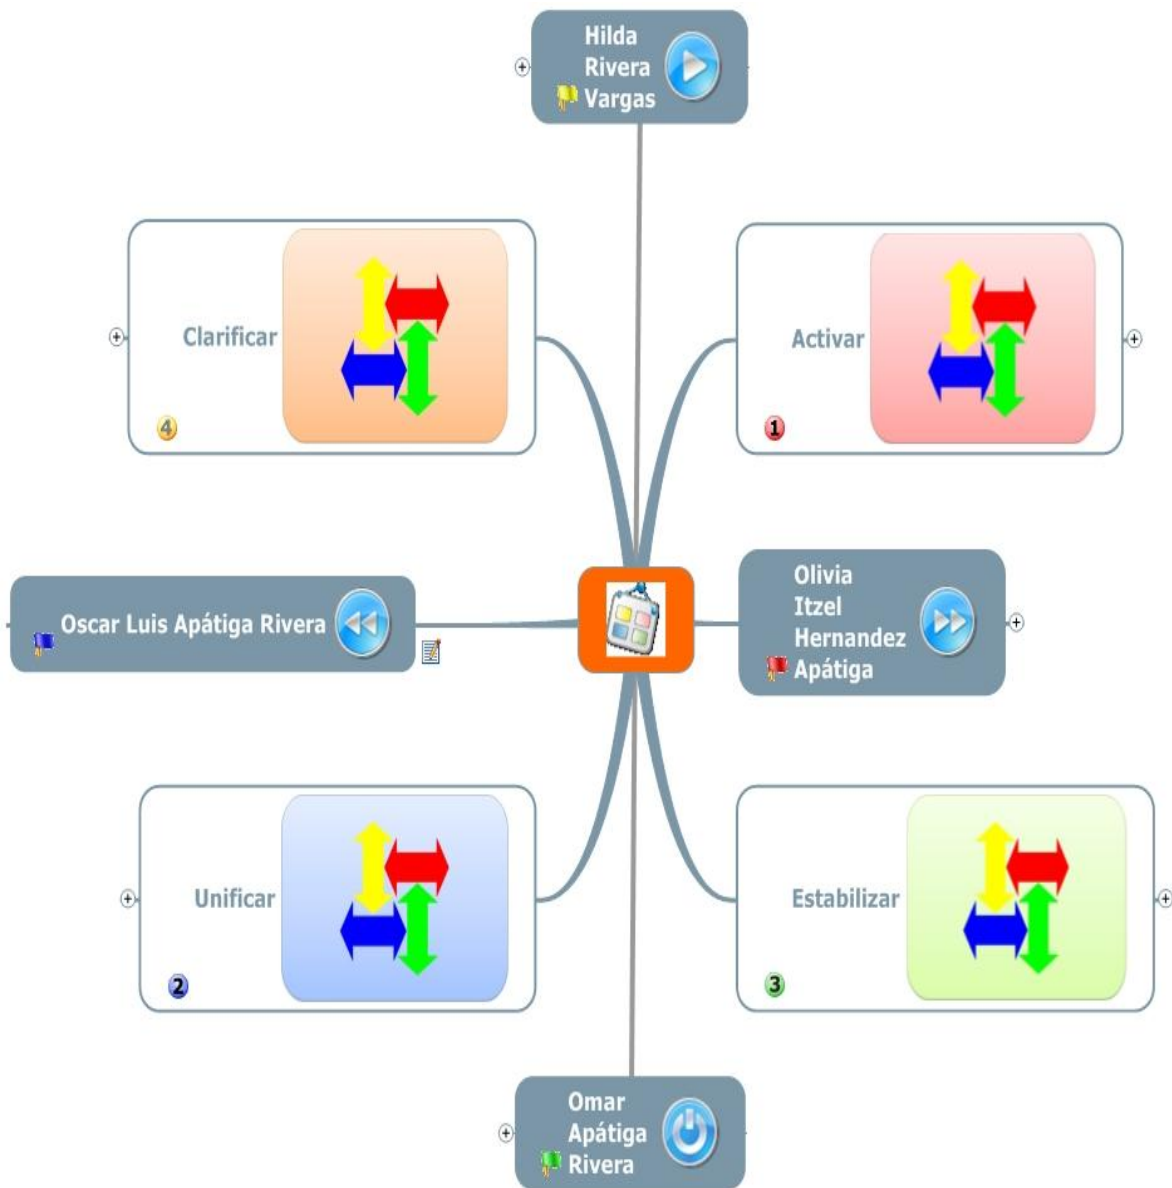 Hilda
Rivera
Vargas
Clarificar
4
Activar
1
Oscar Luis Apátiga Rivera
Olivia
Itzel
Hernandez
Apátiga
Unificar
2
Estabilizar
3
Omar
Apátiga
Rivera